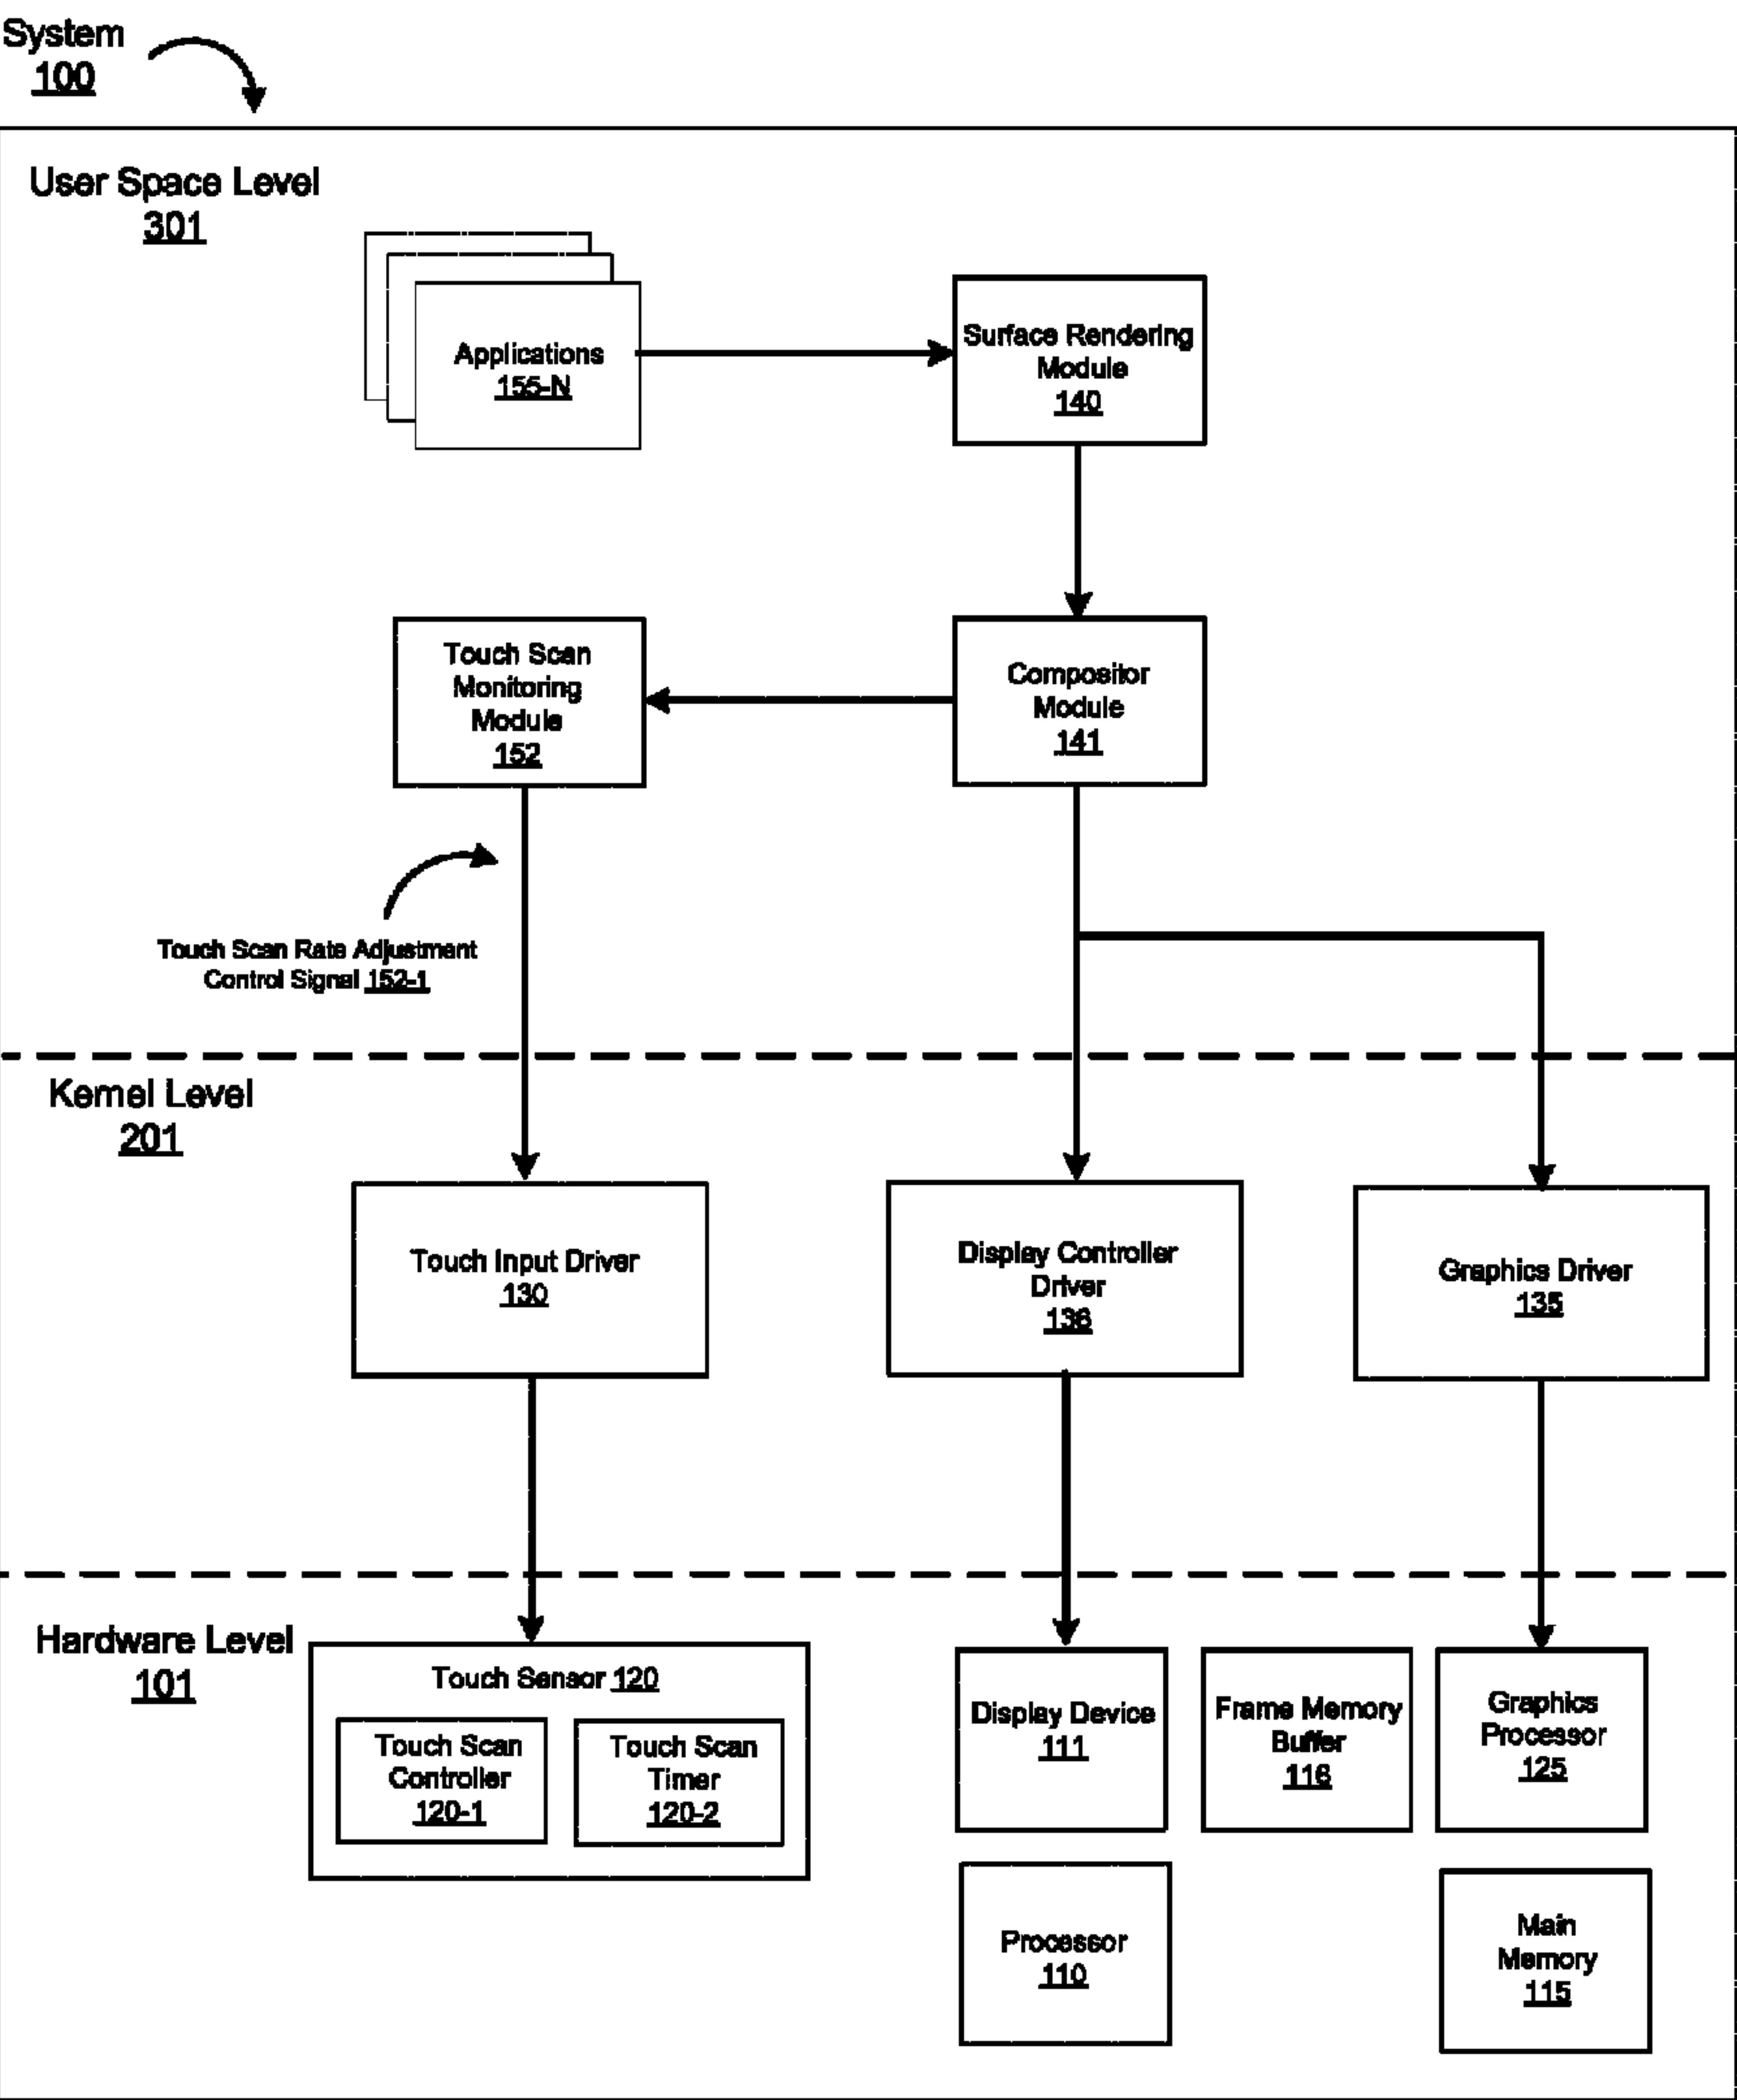 System
100
User Space Level
301
Applications
155-N
Surface Rendering
Module
140
Touch Scan
Monitoring
Module
152
Compositor
Module
141
Touch Scan Rate Adjustment
Control Signal 152-1
Kernel Level
201
Touch Input Driver
130
Display Controller
Driver
136
Graphics Driver
135
Hardware Level
101
Touch Sensor 120
Touch Scan
Controller
120-1
Touch Scan
Timer
120-2
Display Device
111
Frame Memory
Buffer
116
Graphics
Processor
125
Processor
110
Main
Memory
115